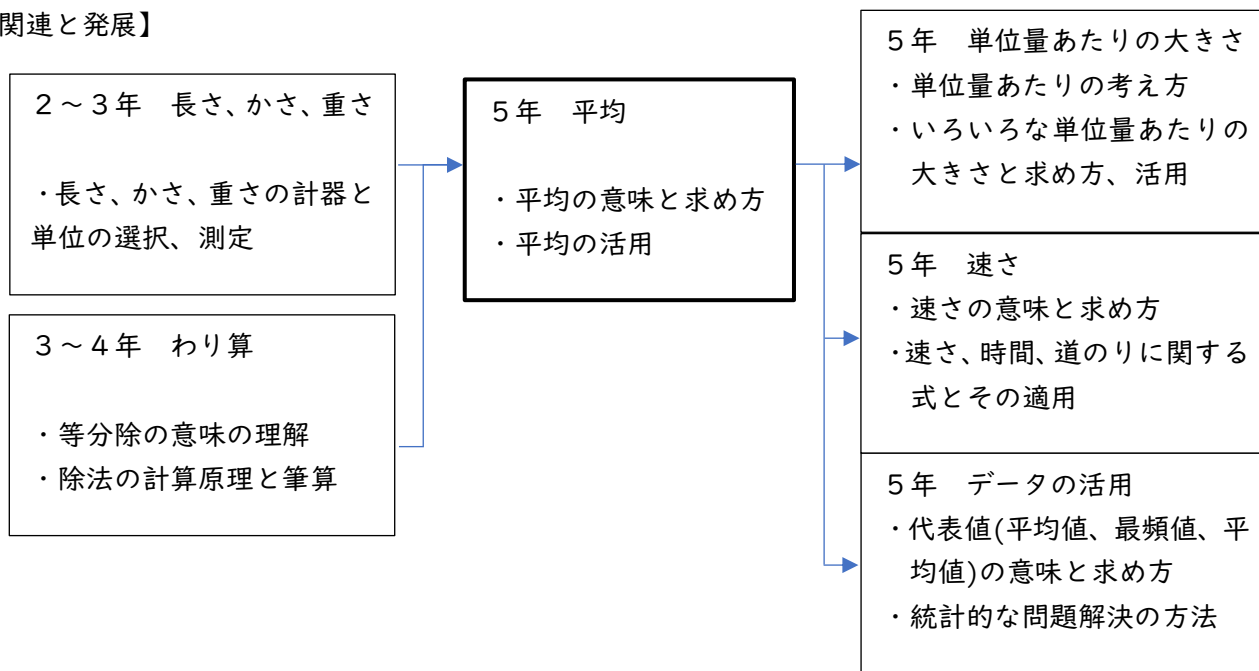 関連と発展】
2～3年　長さ、かさ、重さ
・長さ、かさ、重さの計器と
単位の選択、測定
3～4年　わり算
・等分除の意味の理解
・除法の計算原理と筆算
5年　平均
・平均の意味と求め方
・平均の活用
5年　単位量あたりの大きさ
・単位量あたりの考え方
・いろいろな単位量あたりの
大きさと求め方、活用
5年　速さ
・速さの意味と求め方
・速さ、時間、道のりに関する
式とその適用
5年　データの活用
・代表値(平均値、最頻値、平
均値)の意味と求め方
・統計的な問題解決の方法